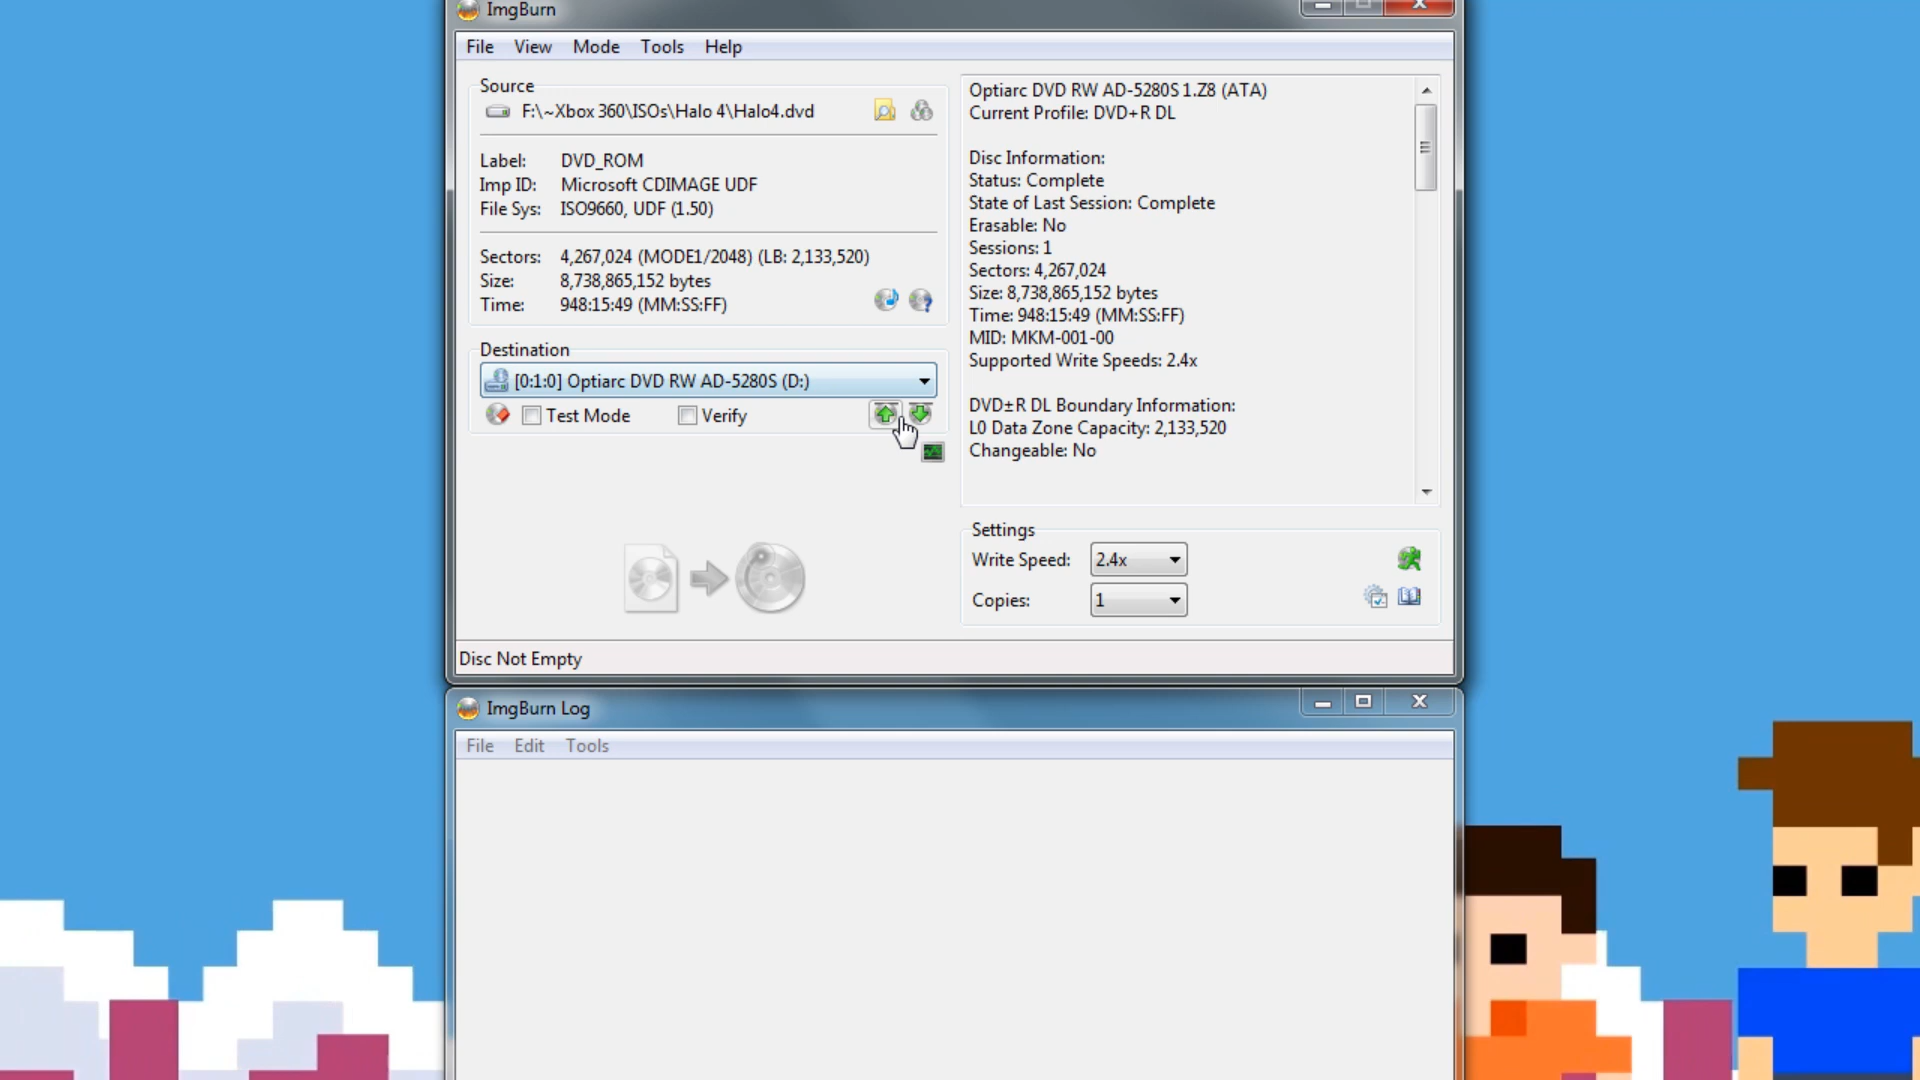 ImgBurn
File View Mode Tools Help
Source
F:\~Xbox 360\ISOs\Halo 4\Halo4.dvd
Label: DVD_ROM
Imp ID: Microsoft CDIMAGE UDF
File Sys: ISO9660, UDF (1.50)
Sectors: 4,267,024 (MODE1/2048) (LB: 2,133,520)
Size: 8,738,865,152 bytes
Time: 948:15:49 (MM:SS:FF)
Destination
[0:1:0] Optiarc DVD RW AD-5280S (D:)
Test Mode Verify
Optiarc DVD RW AD-5280S 1.Z8 (ATA)
Current Profile: DVD+R DL
Disc Information:
Status: Complete
State of Last Session: Complete
Erasable: No
Sessions: 1
Sectors: 4,267,024
Size: 8,738,865,152 bytes
Time: 948:15:49 (MM:SS:FF)
MID: MKM-001-00
Supported Write Speeds: 2.4x
DVD±R DL Boundary Information:
L0 Data Zone Capacity: 2,133,520
Changeable: No
Settings
Write Speed: 2.4x
Copies: 1
Disc Not Empty
ImgBurn Log
File Edit Tools